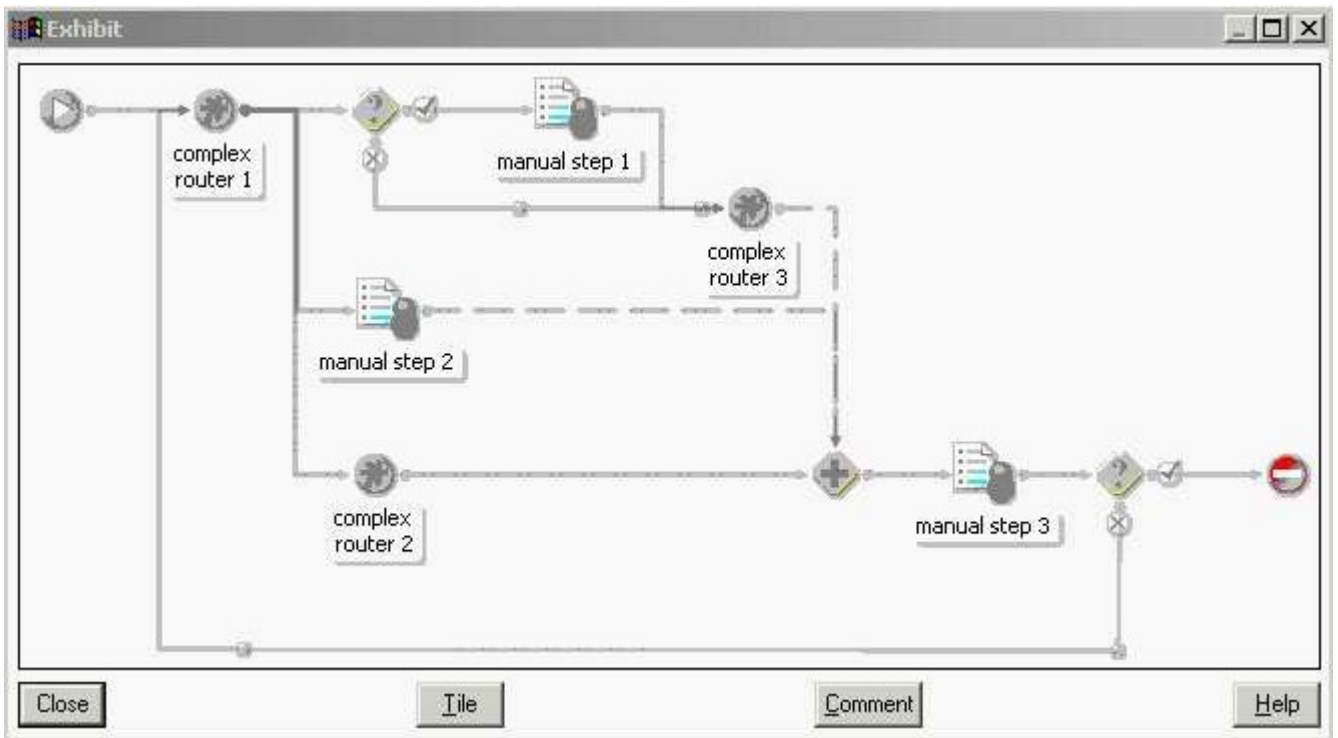 Exhibit
complex
router 1
manual step 1
complex
router 3
manual step 2
complex
router 2
manual step 3
Close
Tile
Comment
Help